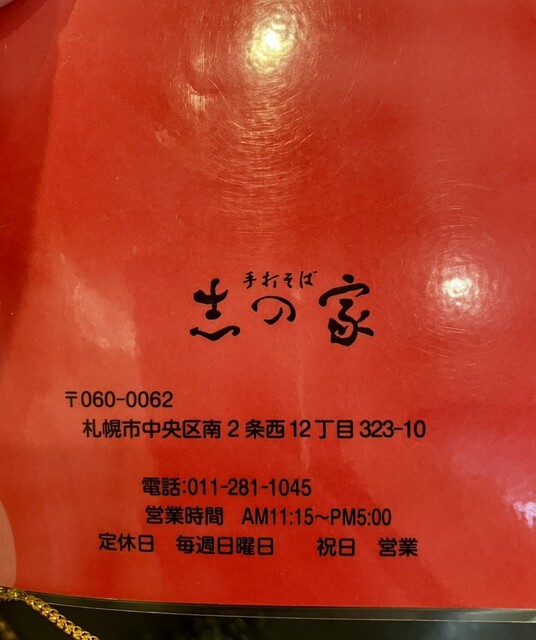 手打そば
志の家
〒060-0062
札幌市中央区南2条西12丁目323-10
電話:011-281-1045
営業時間 AM11:15～PM5:00
定休日 毎週日曜日 祝日 営業